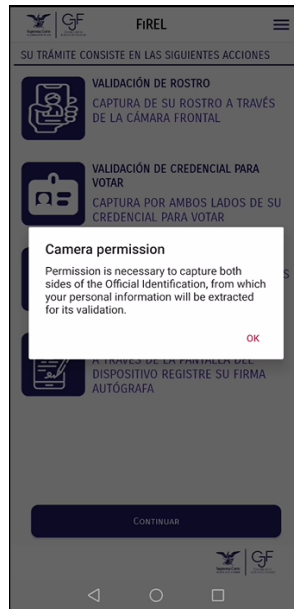 CJF
FIREL
SU TRÁMITE CONSISTE EN LAS SIGUIENTES ACCIONES
VALIDACIÓN DE ROSTRO
CAPTURA DE SU ROSTRO A TRAVÉS
DE LA CÁMARA FRONTAL
VALIDACIÓN DE CREDENCIAL PARA
VOTAR
CAPTURA POR AMBOS LADOS DE SU
CREDENCIAL PARA VOTAR
Camera permission
Permission is necessary to capture both
sides of the Official Identification, from which
your personal information will be extracted
for its validation.
OK
A TRAVÉS DE LA PANTALLA DEL
DISPOSITIVO REGISTRE SU FIRMA
AUTÓGRAFA
CONTINUAR
CJF